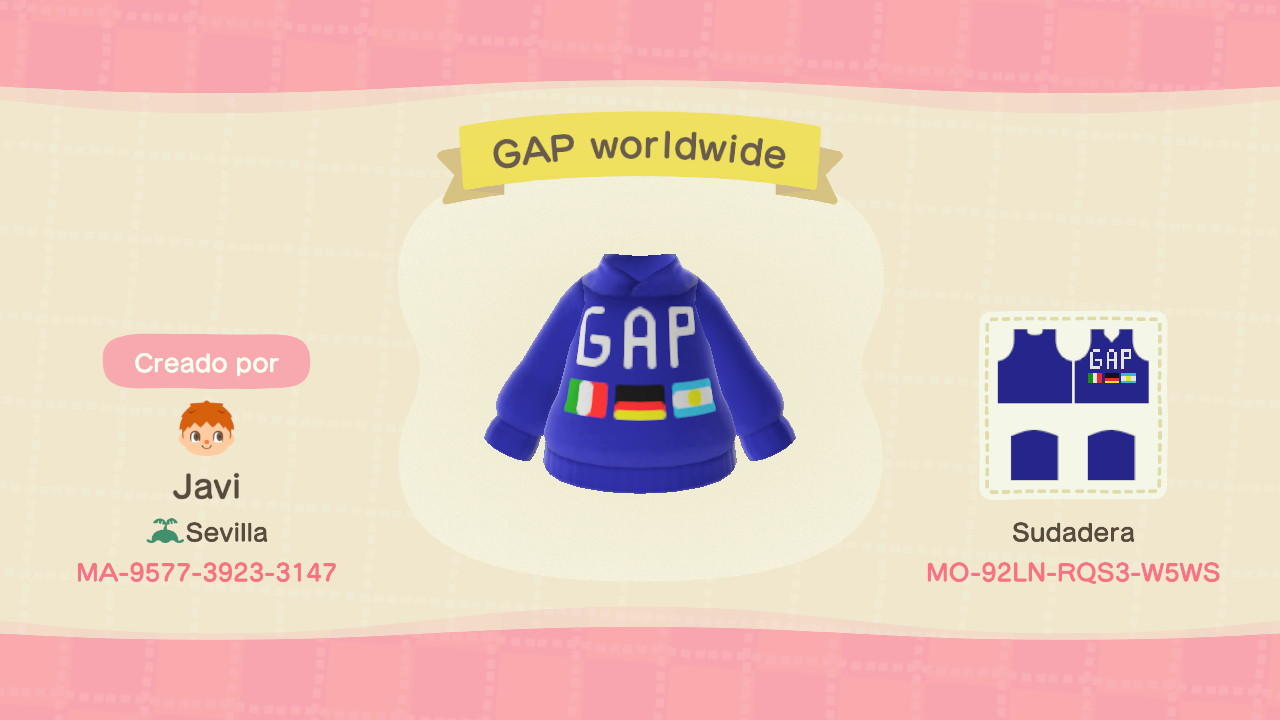 GAP worldwide
GAP
GAP
Creado por
Javi
Sevilla
MA-9577-3923-3147
Sudadera
MO-92LN-RQS3-W5WS